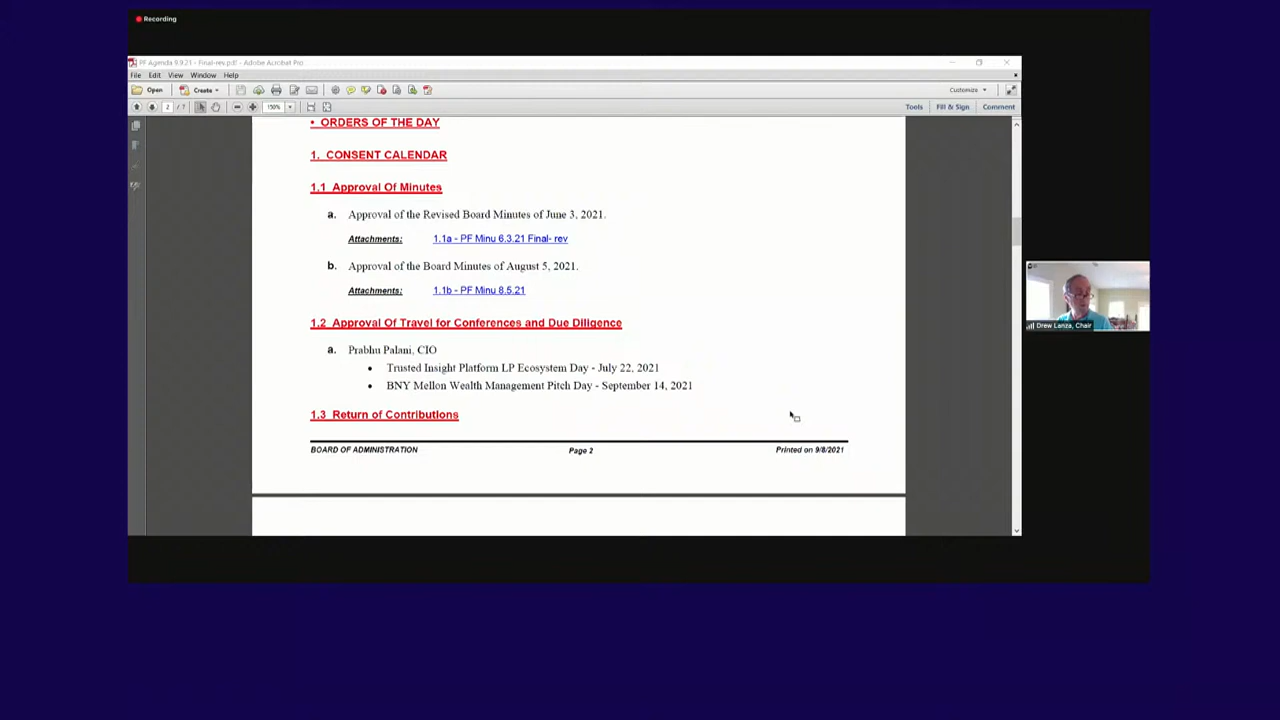 Recording
PF Agenda 9.9.21 - Final-rev.pdf - Adobe Acrobat Pro
File Edit View Window Help
Open Create Customize
2 / 7 150% Tools Fill & Sign Comment
• ORDERS OF THE DAY
1. CONSENT CALENDAR
1.1 Approval Of Minutes
a. Approval of the Revised Board Minutes of June 3, 2021.
Attachments: 1.1a - PF Minu 6.3.21 Final- rev
b. Approval of the Board Minutes of August 5, 2021.
Attachments: 1.1b - PF Minu 8.5.21
1.2 Approval Of Travel for Conferences and Due Diligence
a. Prabhu Palani, CIO
• Trusted Insight Platform LP Ecosystem Day - July 22, 2021
• BNY Mellon Wealth Management Pitch Day - September 14, 2021
1.3 Return of Contributions
BOARD OF ADMINISTRATION Page 2 Printed on 9/8/2021
Drew Lanza, Chair